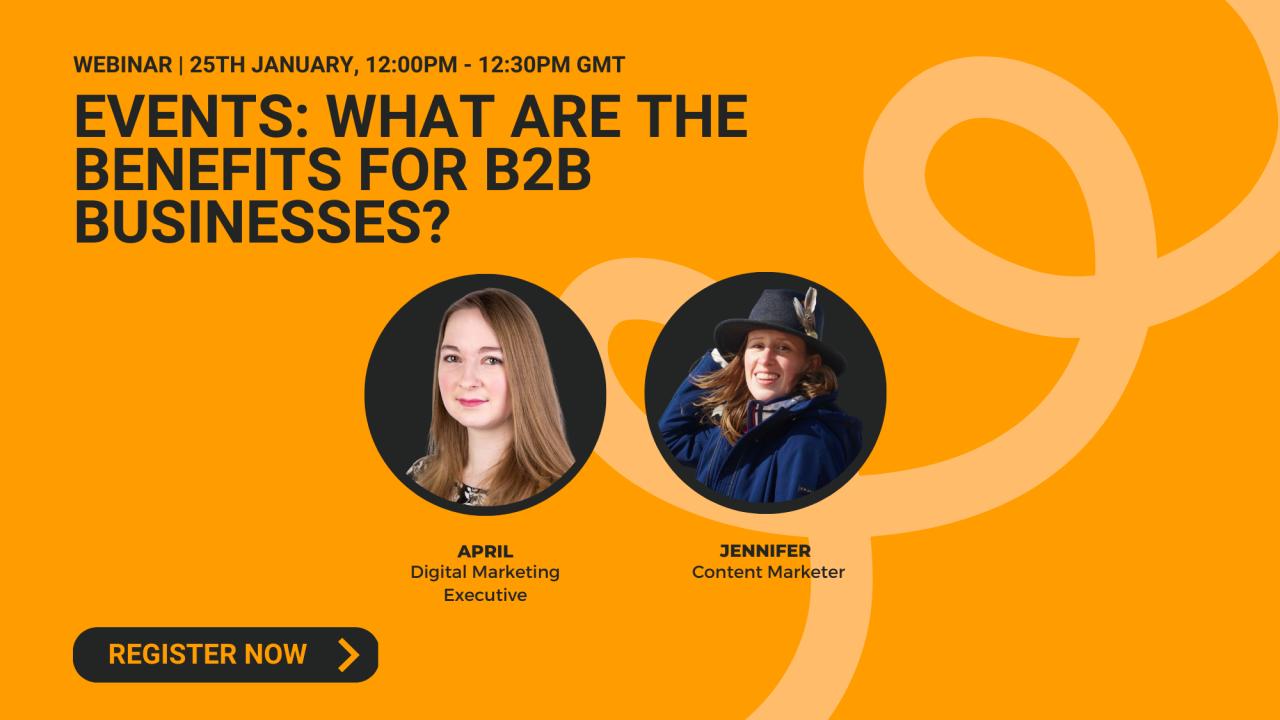 WEBINAR | 25TH JANUARY, 12:00PM - 12:30PM GMT
EVENTS: WHAT ARE THE
BENEFITS FOR B2B
BUSINESSES?
APRIL
Digital Marketing
Executive
JENNIFER
Content Marketer
REGISTER NOW